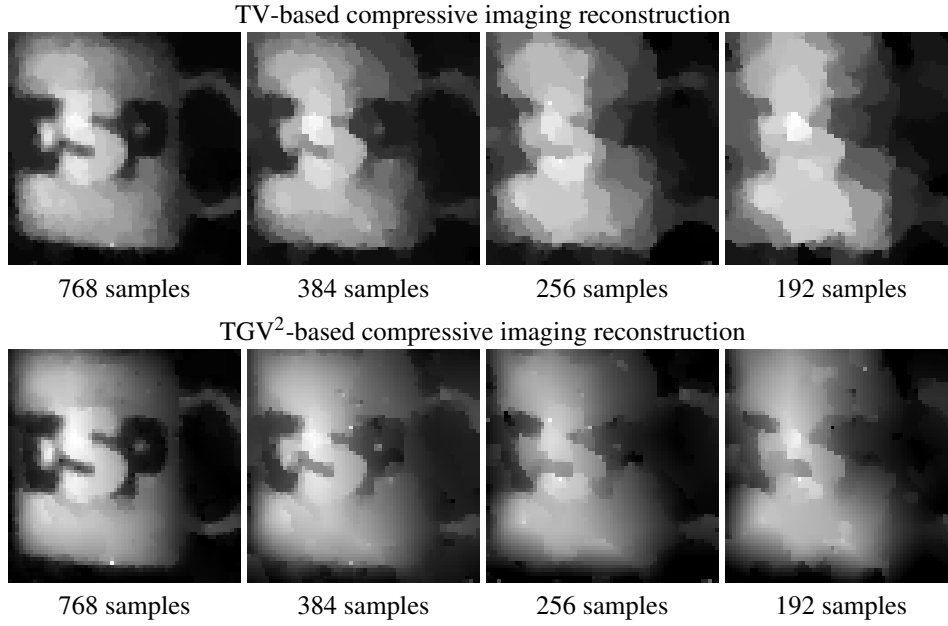 TV-based compressive imaging reconstruction
768 samples 384 samples 256 samples 192 samples
TGV²-based compressive imaging reconstruction
768 samples 384 samples 256 samples 192 samples